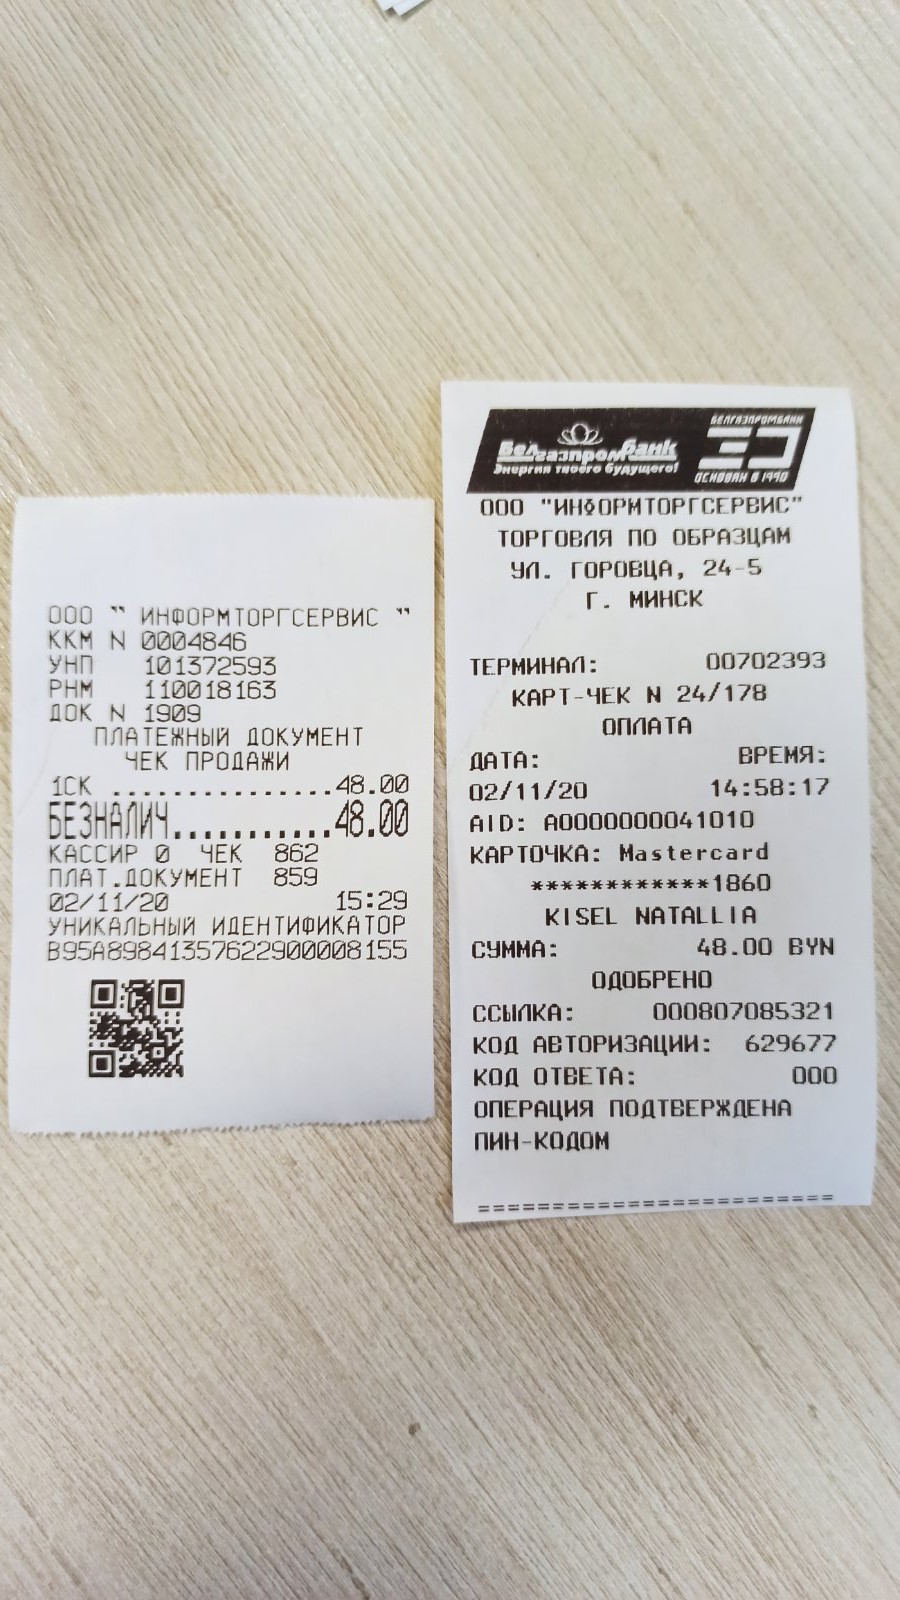 ООО " ИНФОРМТОРГСЕРВИС "
ККМ N 0004846
УНП 101372593
РНМ 110018163
ДОК N 1909
ПЛАТЕЖНЫЙ ДОКУМЕНТ
ЧЕК ПРОДАЖИ
1СК ................48.00
БЕЗНАЛИЧ...........48.00
КАССИР 0 ЧЕК 862
ПЛАТ.ДОКУМЕНТ 859
02/11/20 15:29
УНИКАЛЬНЫЙ ИДЕНТИФИКАТОР
B95A89841357622900008155
Белгазпромбанк
Энергия твоего будущего!
БЕЛГАЗПРОМБАНК
30
ОСНОВАН В 1990
ООО "ИНФОРМТОРГСЕРВИС"
ТОРГОВЛЯ ПО ОБРАЗЦАМ
УЛ. ГОРОВЦА, 24-5
Г. МИНСК
ТЕРМИНАЛ: 00702393
КАРТ-ЧЕК N 24/178
ОПЛАТА
ДАТА: ВРЕМЯ:
02/11/20 14:58:17
AID: A0000000041010
КАРТОЧКА: Mastercard
************1860
KISEL NATALLIA
СУММА: 48.00 BYN
ОДОБРЕНО
ССЫЛКА: 000807085321
КОД АВТОРИЗАЦИИ: 629677
КОД ОТВЕТА: 000
ОПЕРАЦИЯ ПОДТВЕРЖДЕНА
ПИН-КОДОМ
========================